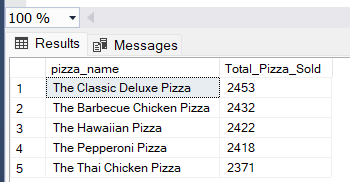 100 %
Results Messages
pizza_name Total_Pizza_Sold
1 The Classic Deluxe Pizza 2453
2 The Barbecue Chicken Pizza 2432
3 The Hawaiian Pizza 2422
4 The Pepperoni Pizza 2418
5 The Thai Chicken Pizza 2371